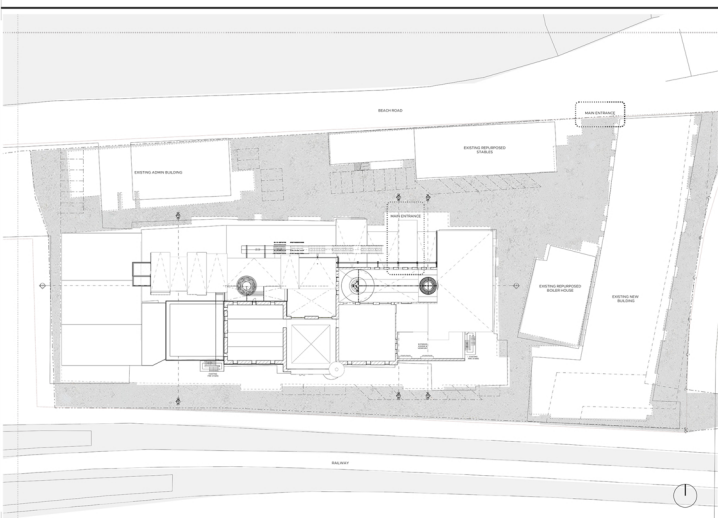 BEACH ROAD
MAIN ENTRANCE
EXISTING REPURPOSED
STABLES
EXISTING ADMIN BUILDING
MAIN ENTRANCE
EXISTING REPURPOSED
BOILER HOUSE
EXISTING NEW
BUILDING
RAILWAY